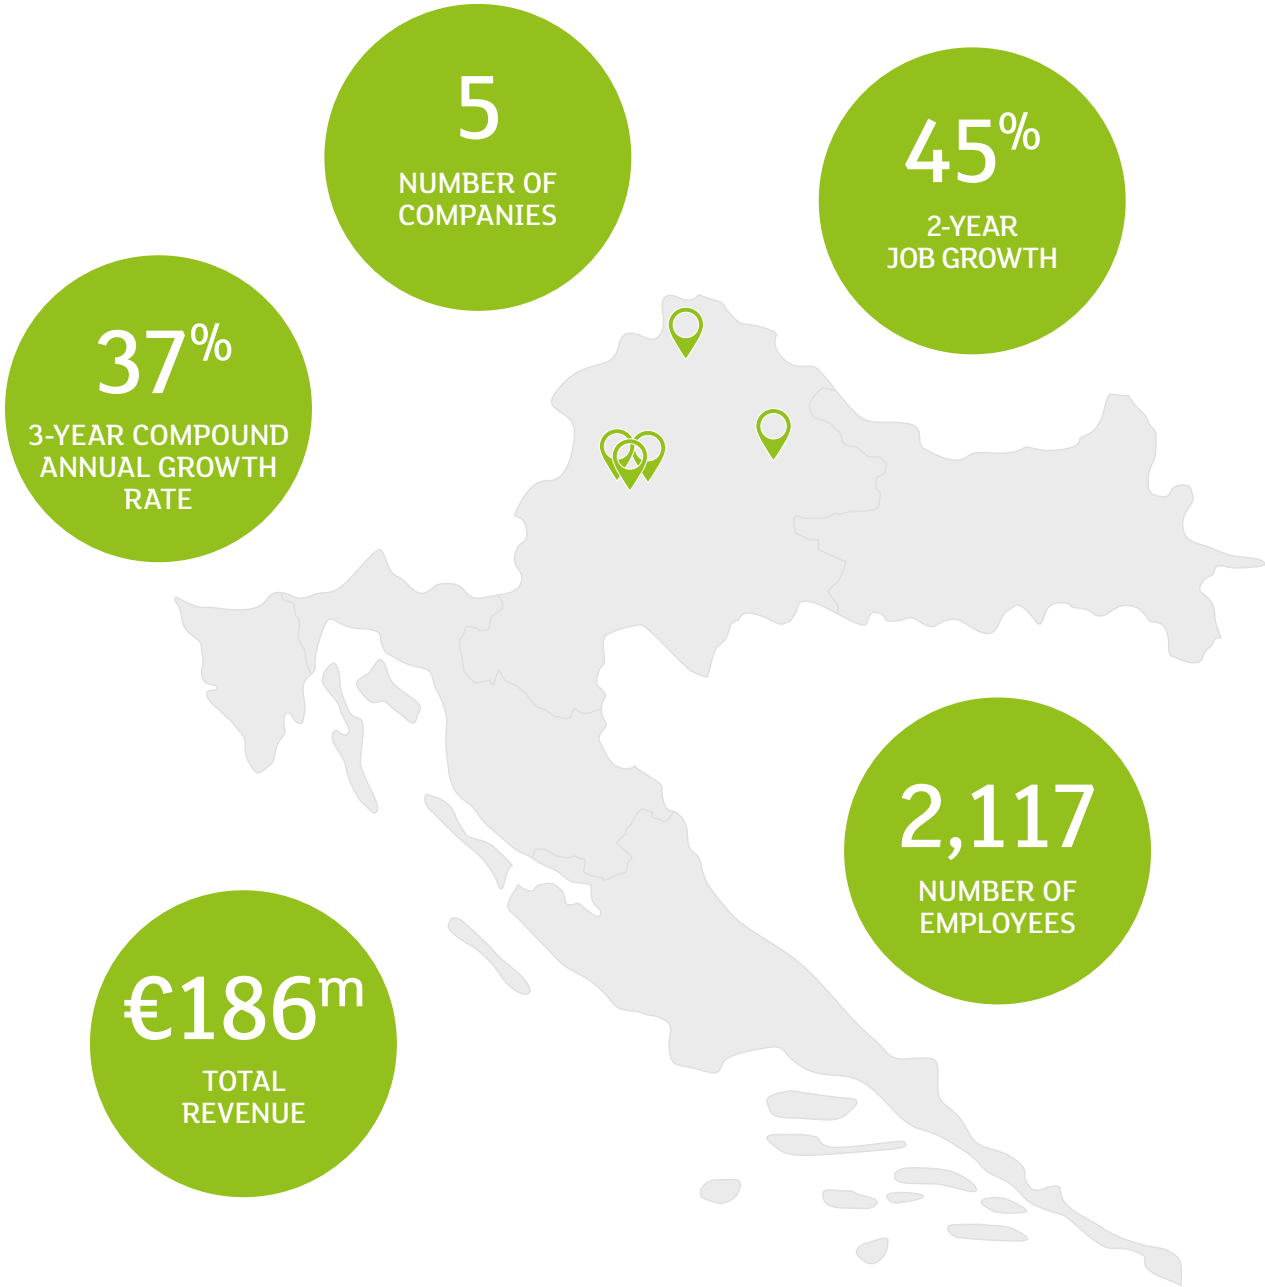 5
NUMBER OF
COMPANIES
45%
2-YEAR
JOB GROWTH
37%
3-YEAR COMPOUND
ANNUAL GROWTH
RATE
2,117
NUMBER OF
EMPLOYEES
€186m
TOTAL
REVENUE